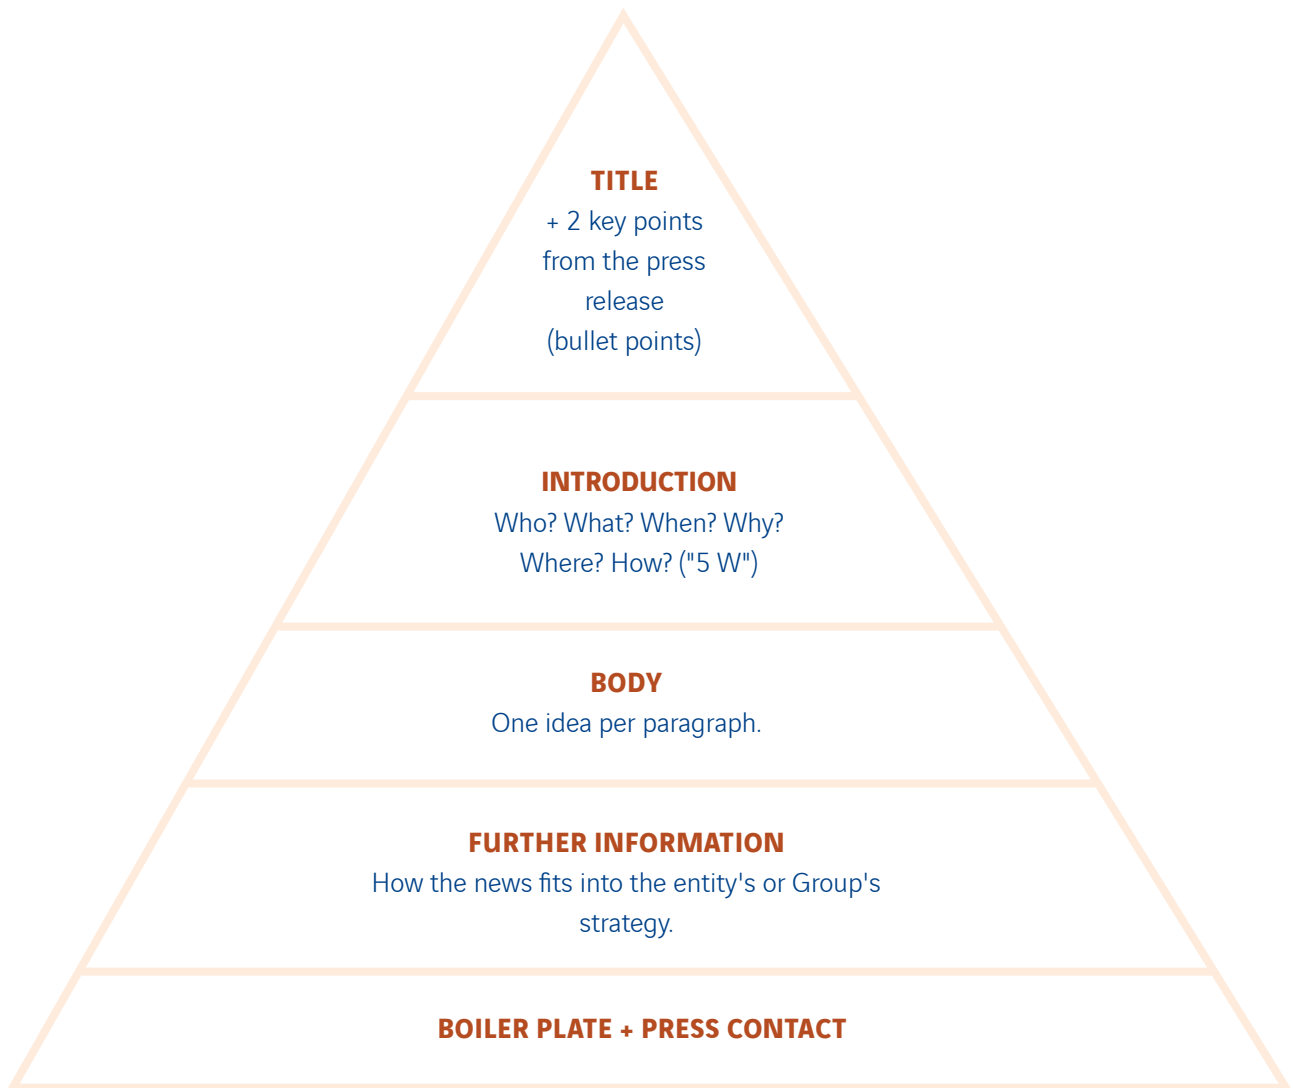 TITLE
+ 2 key points
from the press
release
(bullet points)
INTRODUCTION
Who? What? When? Why?
Where? How? ("5 W")
BODY
One idea per paragraph.
FURTHER INFORMATION
How the news fits into the entity's or Group's
strategy.
BOILER PLATE + PRESS CONTACT